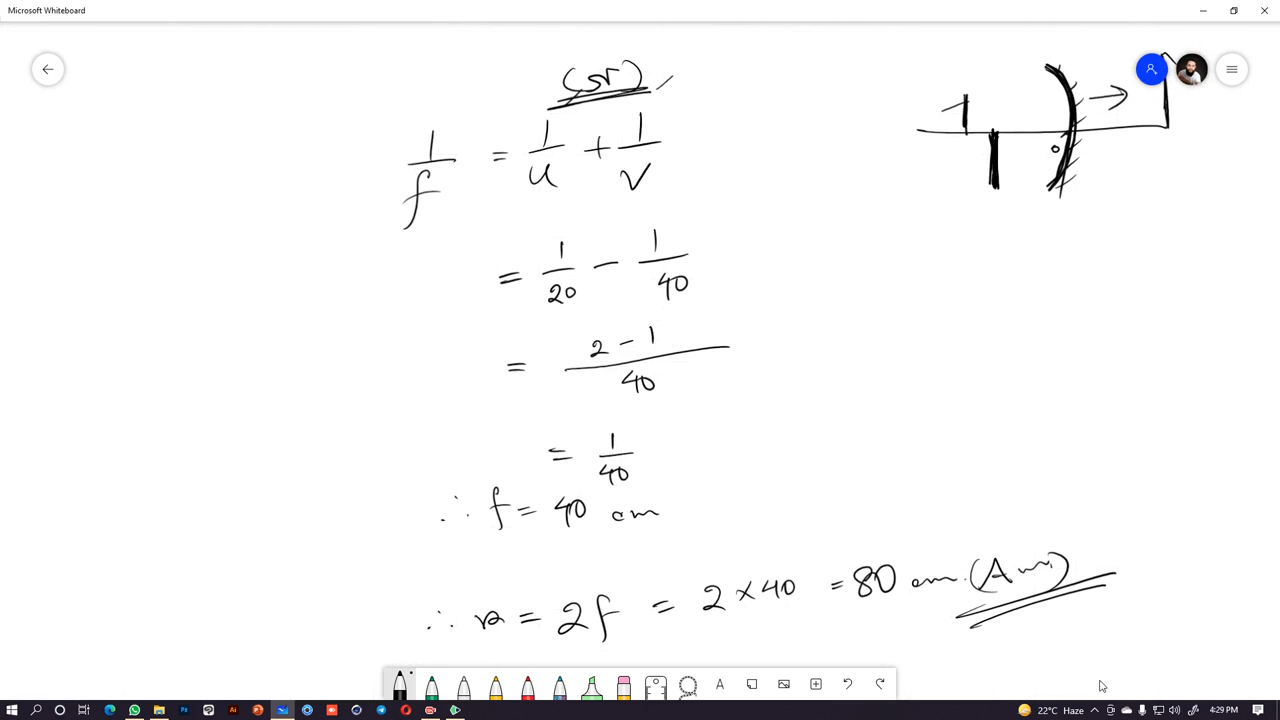 Microsoft Whiteboard
(or)
1/f = 1/u + 1/v
= 1/20 - 1/40
= 2 - 1/40
= 1/40
∴ f = 40 cm
∴ r = 2f = 2 × 40 = 80 cm. (Ans)
A
22°C Haze
4:29 PM